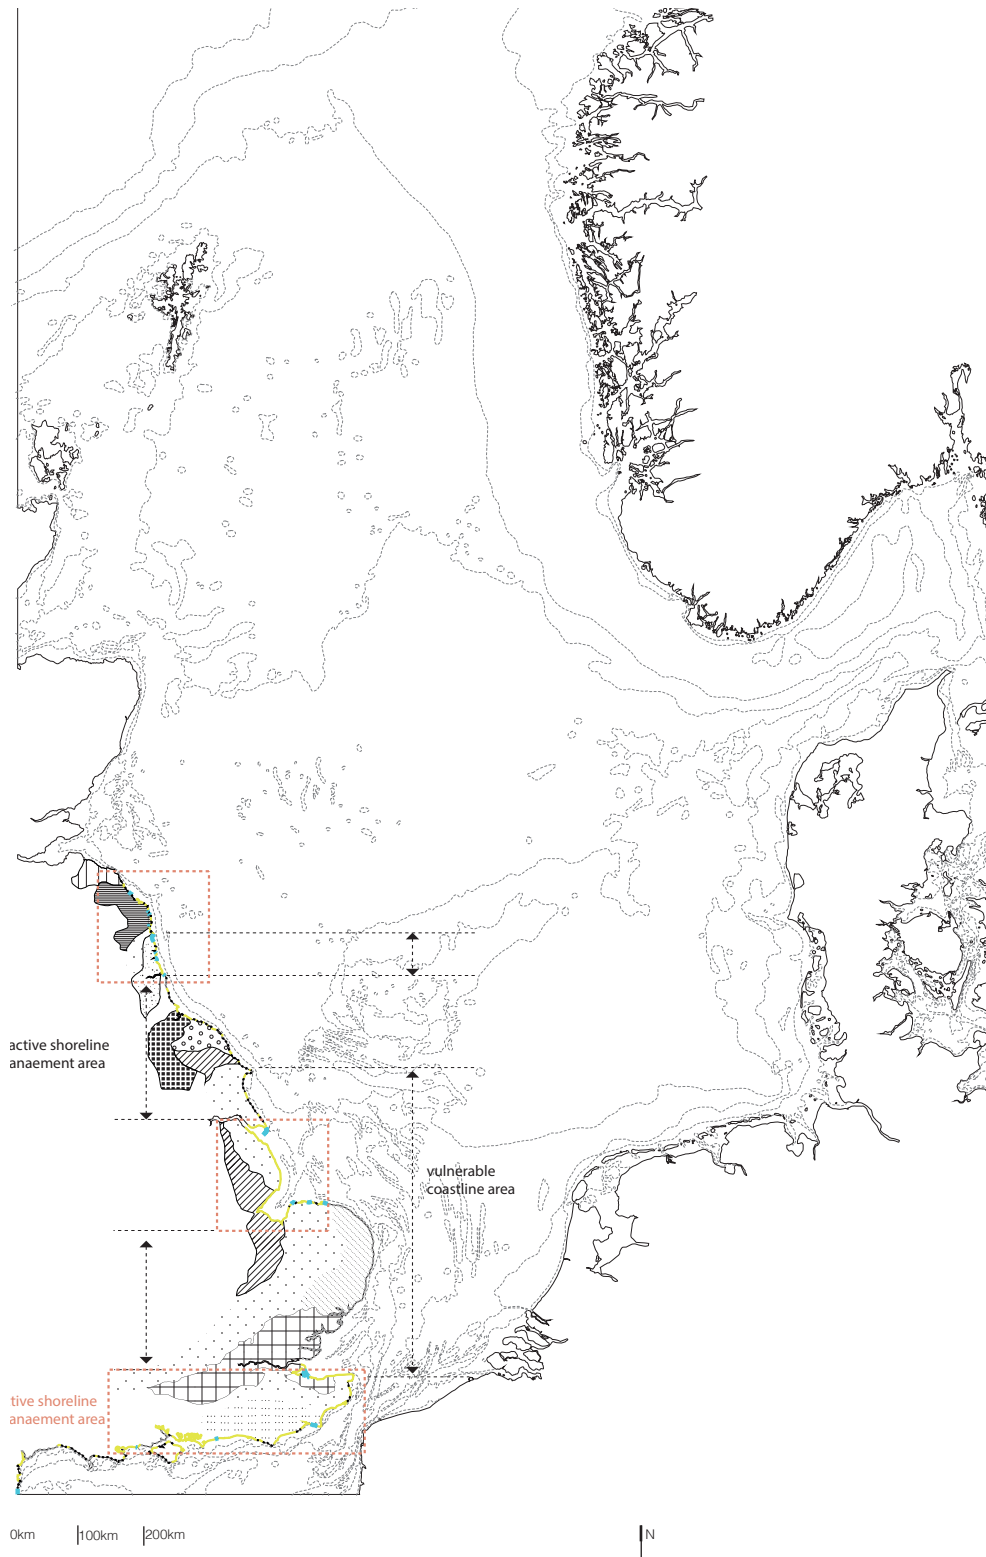 active shoreline
anaement area
vulnerable
coastline area
tive shoreline
anaement area
0km
100km
200km
N